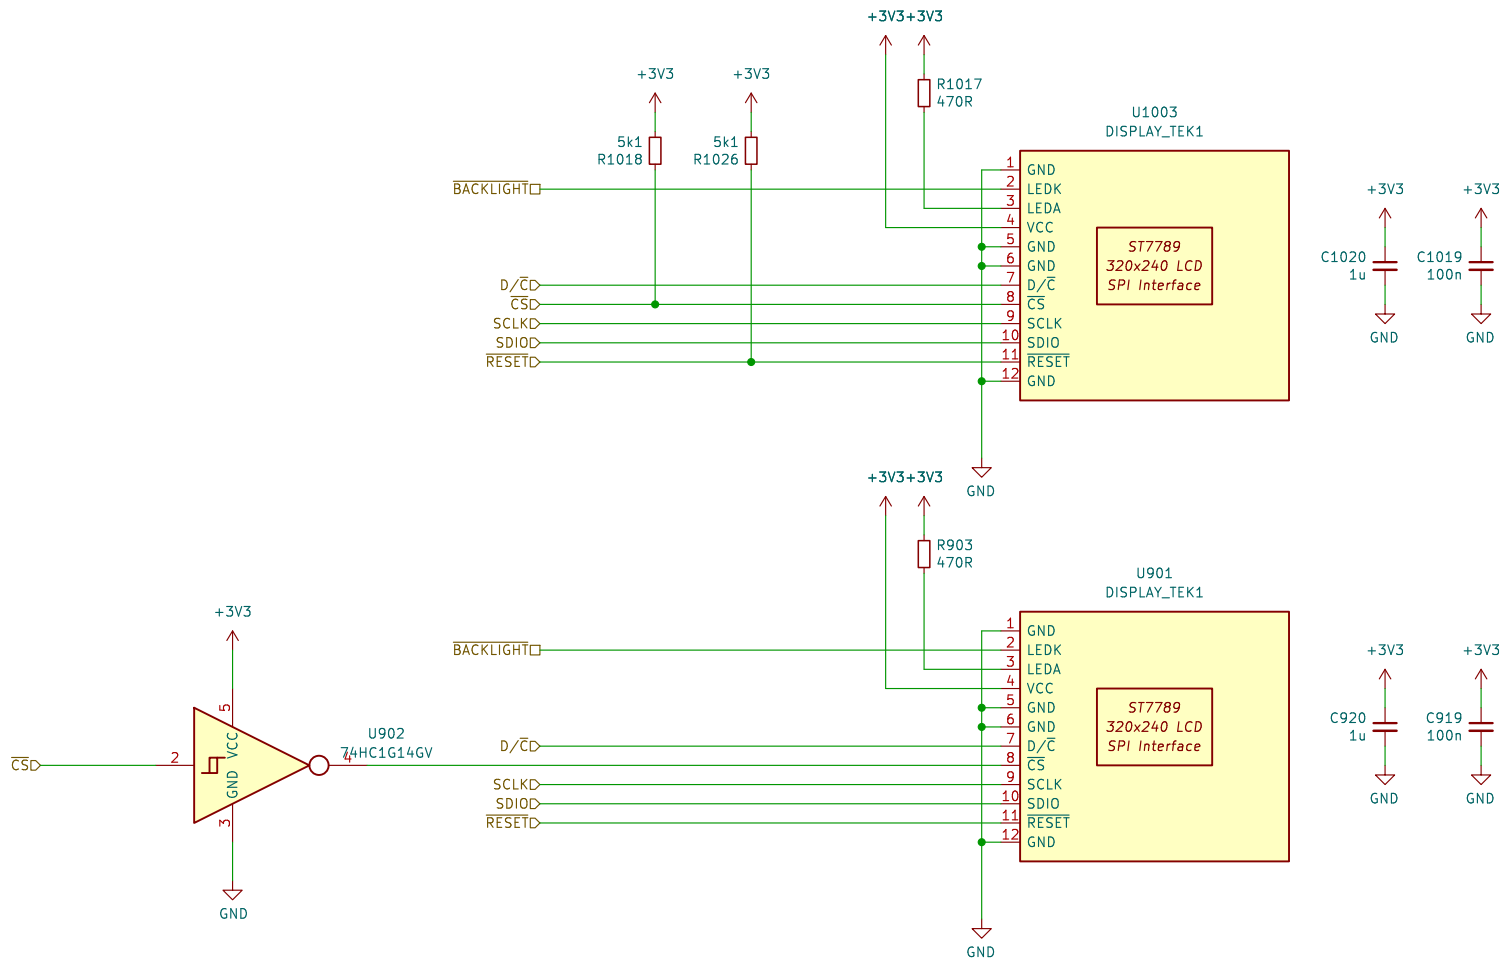 +3V3 +3V3
+3V3 +3V3
R1017
470R
5k1
R1018
5k1
R1026
U1003
DISPLAY_TEK1
BACKLIGHT
D/C
CS
SCLK
SDIO
RESET
1 GND
2 LEDK
3 LEDA
4 VCC
5 GND
6 GND
7 D/C
8 CS
9 SCLK
10 SDIO
11 RESET
12 GND
ST7789
320x240 LCD
SPI Interface
+3V3 +3V3
C1020
1u
C1019
100n
GND GND
GND
+3V3 +3V3
R903
470R
U901
DISPLAY_TEK1
BACKLIGHT
D/C
SCLK
SDIO
RESET
1 GND
2 LEDK
3 LEDA
4 VCC
5 GND
6 GND
7 D/C
8 CS
9 SCLK
10 SDIO
11 RESET
12 GND
ST7789
320x240 LCD
SPI Interface
+3V3 +3V3
C920
1u
C919
100n
GND GND
GND
+3V3
5
VCC
U902
74HC1G14GV
CS
2
4
GND
3
GND